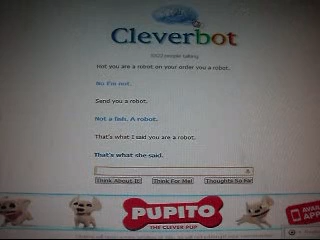 Cleverbot
people talking
Not you are a robot on your order you a robot.
No I'm not.
Send you a robot.
Not a fish. A robot.
That's what I said you are a robot.
That's what she said.
Think About It!
Think For Me!
Thoughts So Far
PUPITO
THE CLEVER PUP